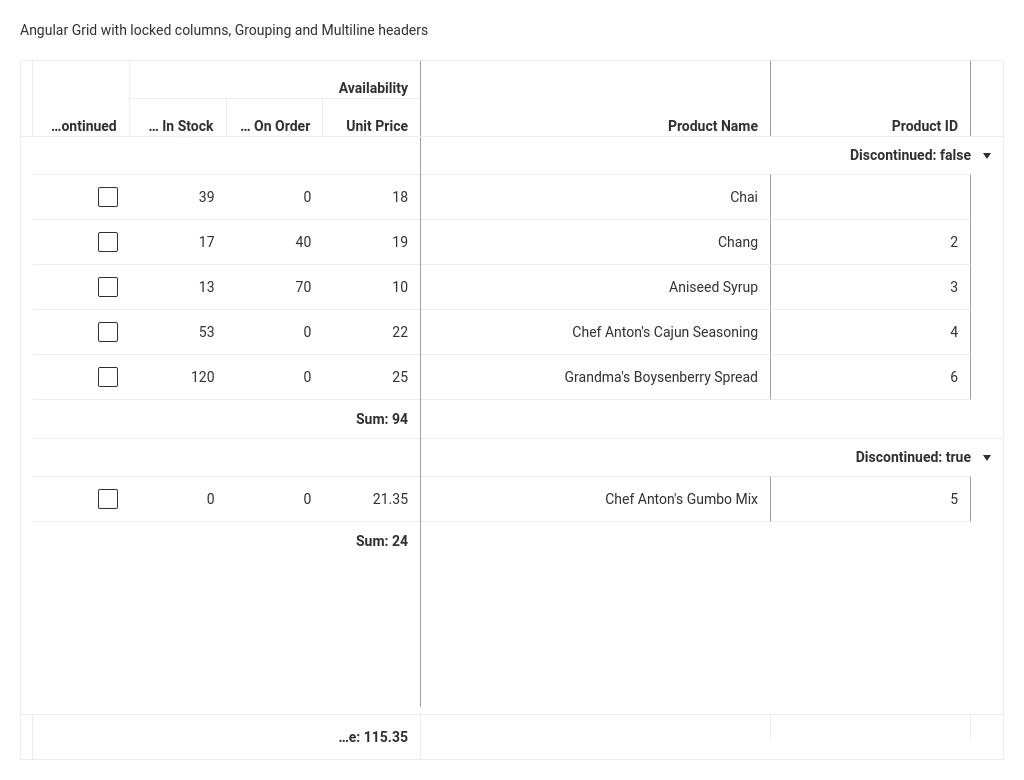 Angular Grid with locked columns, Grouping and Multiline headers
Availability
...ontinued ... In Stock ... On Order Unit Price Product Name Product ID
Discontinued: false
39 0 18 Chai
17 40 19 Chang 2
13 70 10 Aniseed Syrup 3
53 0 22 Chef Anton's Cajun Seasoning 4
120 0 25 Grandma's Boysenberry Spread 6
Sum: 94
Discontinued: true
0 0 21.35 Chef Anton's Gumbo Mix 5
Sum: 24
...e: 115.35